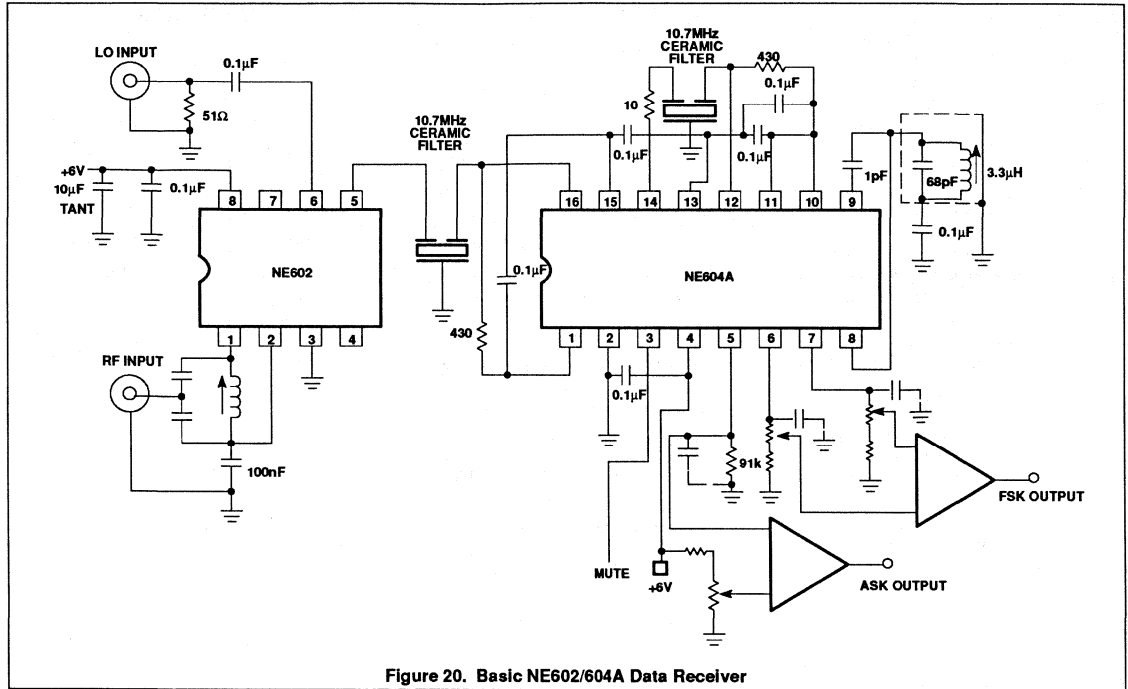 LO INPUT
0.1µF
51Ω
+6V
10µF
TANT
0.1µF
8
7
6
5
NE602
1
2
3
4
RF INPUT
100nF
10.7MHz
CERAMIC
FILTER
430
0.1µF
10.7MHz
CERAMIC
FILTER
430
10
0.1µF
0.1µF
0.1µF
16
15
14
13
12
11
10
9
NE604A
1
2
3
4
5
6
7
8
1pF
68pF
3.3µH
0.1µF
0.1µF
91k
MUTE
+6V
FSK OUTPUT
ASK OUTPUT
Figure 20. Basic NE602/604A Data Receiver